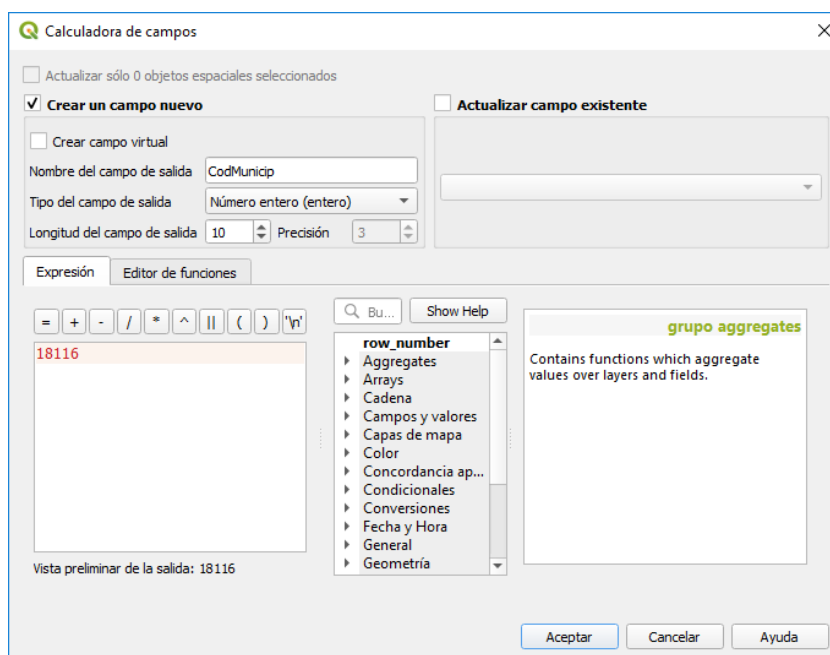 Calculadora de campos
Actualizar sólo 0 objetos espaciales seleccionados
Crear un campo nuevo
Actualizar campo existente
Crear campo virtual
Nombre del campo de salida CodMunicip
Tipo del campo de salida Número entero (entero)
Longitud del campo de salida 10 Precisión 3
Expresión Editor de funciones
= + - / * ^ || ( ) '\n'
Bu... Show Help
18116
row_number
Aggregates
Arrays
Cadena
Campos y valores
Capas de mapa
Color
Concordancia ap...
Condicionales
Conversiones
Fecha y Hora
General
Geometría
grupo aggregates
Contains functions which aggregate
values over layers and fields.
Vista preliminar de la salida: 18116
Aceptar Cancelar Ayuda